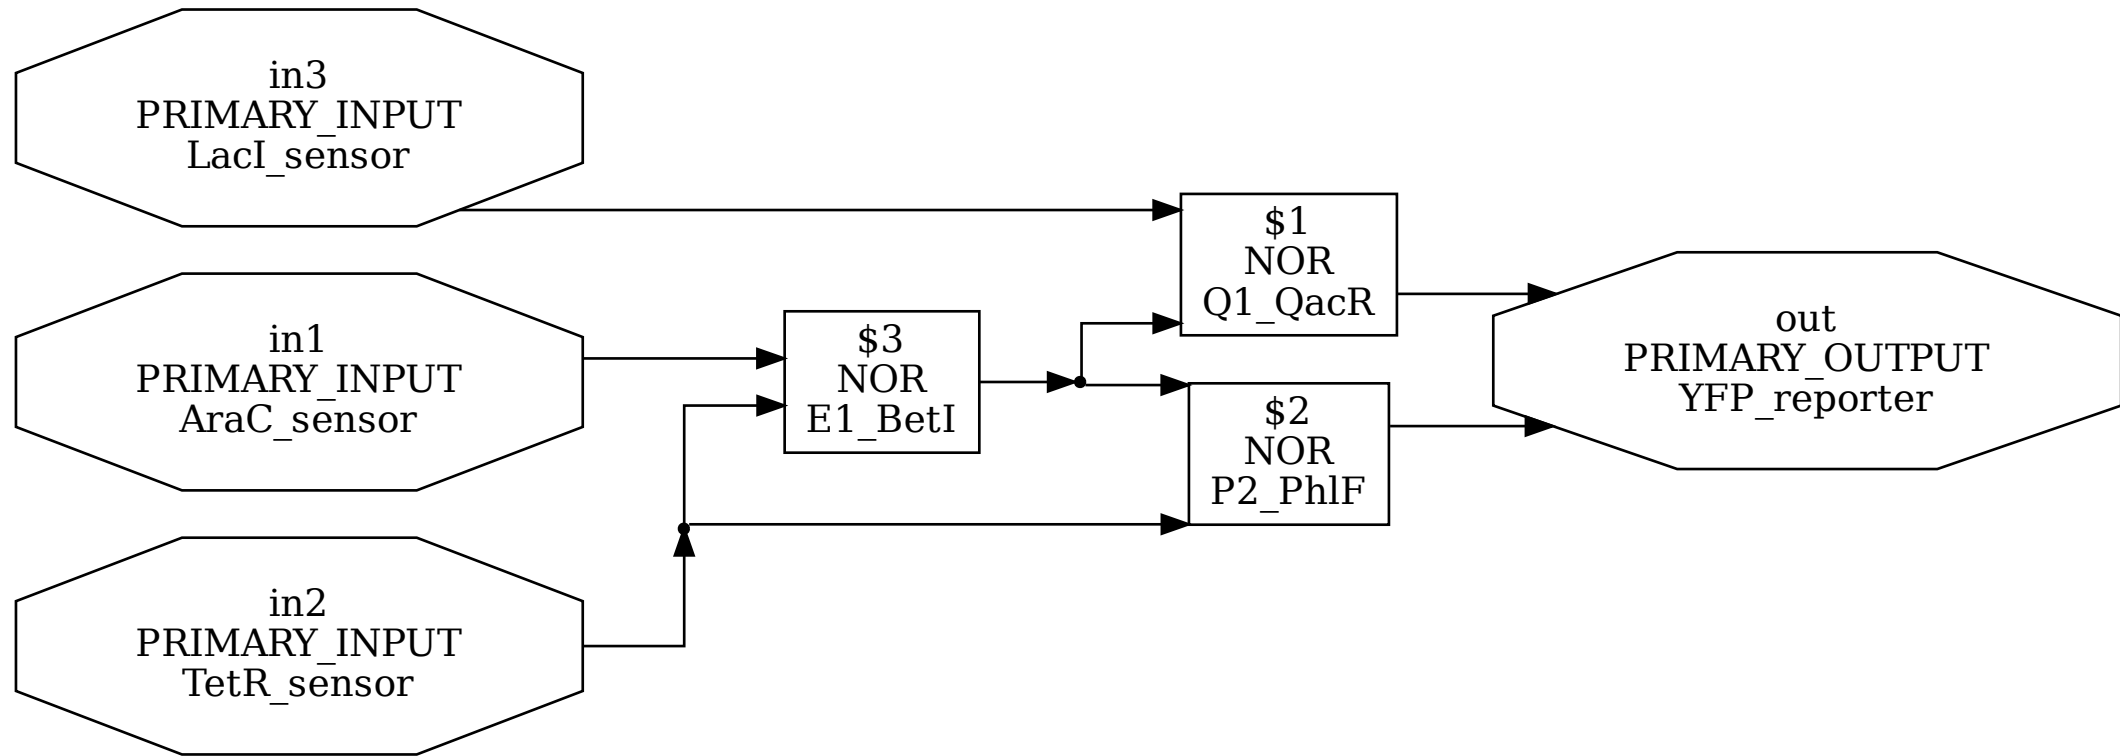 in3
PRIMARY_INPUT
LacI_sensor
in1
PRIMARY_INPUT
AraC_sensor
in2
PRIMARY_INPUT
TetR_sensor
$3
NOR
E1_BetI
$1
NOR
Q1_QacR
$2
NOR
P2_PhlF
out
PRIMARY_OUTPUT
YFP_reporter